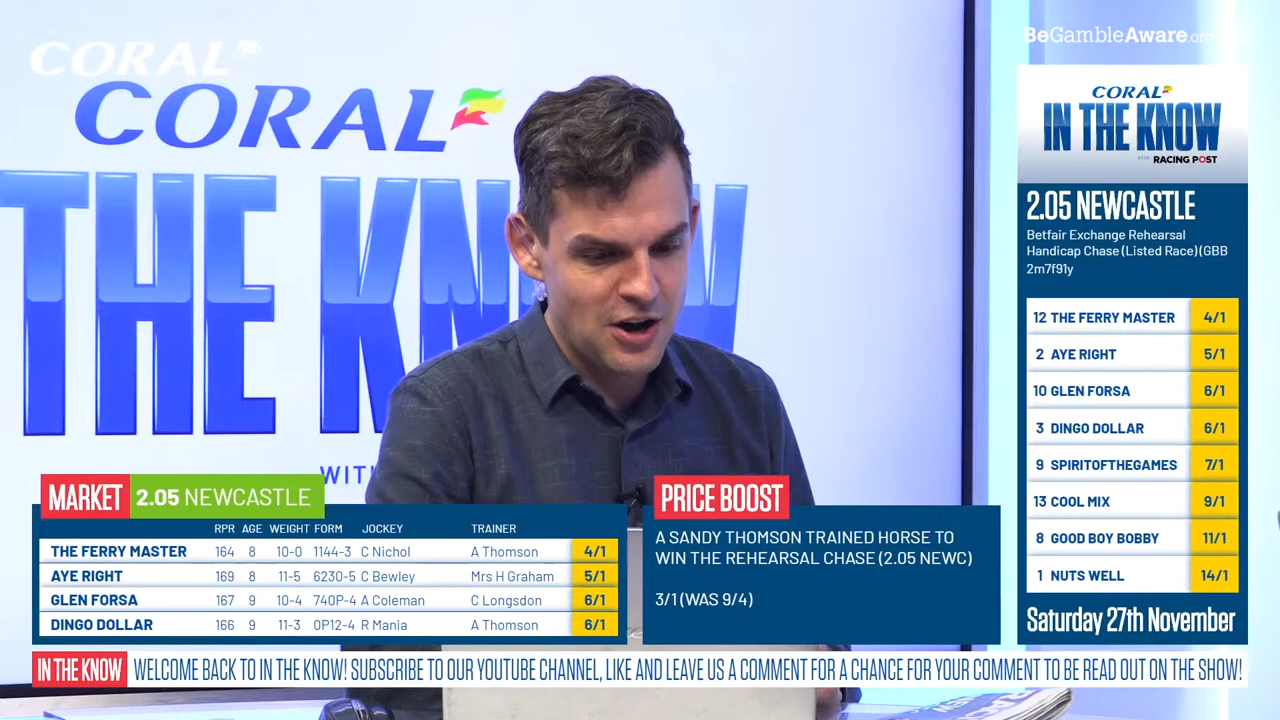 CORAL
BeGambleAware.org
CORAL
THE KNOW
WITH
CORAL
IN THE KNOW
WITH RACING POST
2.05 NEWCASTLE
Betfair Exchange Rehearsal
Handicap Chase (Listed Race) (GBB
2m7f91y
12 THE FERRY MASTER 4/1
2 AYE RIGHT 5/1
10 GLEN FORSA 6/1
3 DINGO DOLLAR 6/1
9 SPIRITOFTHEGAMES 7/1
13 COOL MIX 9/1
8 GOOD BOY BOBBY 11/1
1 NUTS WELL 14/1
Saturday 27th November
MARKET 2.05 NEWCASTLE
RPR AGE WEIGHT FORM JOCKEY TRAINER
THE FERRY MASTER 164 8 10-0 1144-3 C Nichol A Thomson 4/1
AYE RIGHT 169 8 11-5 6230-5 C Bewley Mrs H Graham 5/1
GLEN FORSA 167 9 10-4 740P-4 A Coleman C Longsdon 6/1
DINGO DOLLAR 166 9 11-3 0P12-4 R Mania A Thomson 6/1
PRICE BOOST
A SANDY THOMSON TRAINED HORSE TO
WIN THE REHEARSAL CHASE (2.05 NEWC)
3/1 (WAS 9/4)
IN THE KNOW WELCOME BACK TO IN THE KNOW! SUBSCRIBE TO OUR YOUTUBE CHANNEL, LIKE AND LEAVE US A COMMENT FOR A CHANCE FOR YOUR COMMENT TO BE READ OUT ON THE SHOW!